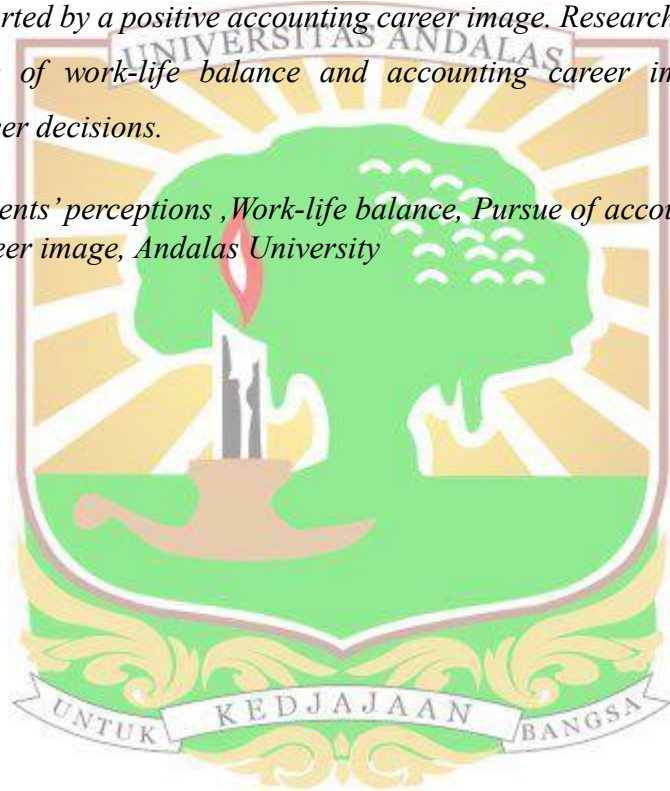 rted by a positive accounting career image. Research
UNIVERSITAS ANDALAS
of work-life balance and accounting career im
er decisions.
ents’ perceptions ,Work-life balance, Pursue of accou
eer image, Andalas University
UNTUK KEDJAJAAN BANGSA